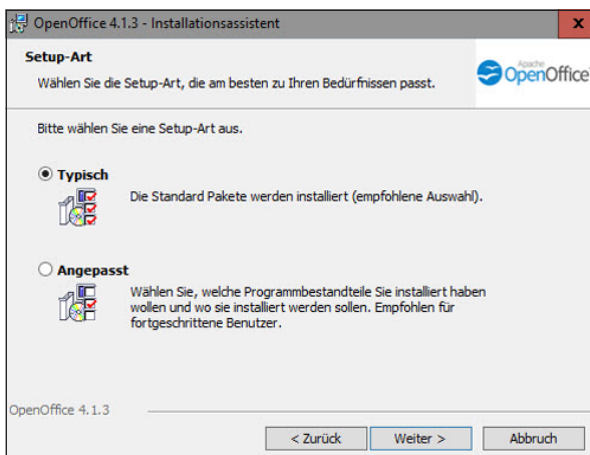 OpenOffice 4.1.3 - Installationsassistent
Setup-Art
Wählen Sie die Setup-Art, die am besten zu Ihren Bedürfnissen passt.
Apache
OpenOffice
Bitte wählen Sie eine Setup-Art aus.
Typisch
Die Standard Pakete werden installiert (empfohlene Auswahl).
Angepasst
Wählen Sie, welche Programmbestandteile Sie installiert haben
wollen und wo sie installiert werden sollen. Empfohlen für
fortgeschrittene Benutzer.
OpenOffice 4.1.3
< Zurück
Weiter >
Abbruch